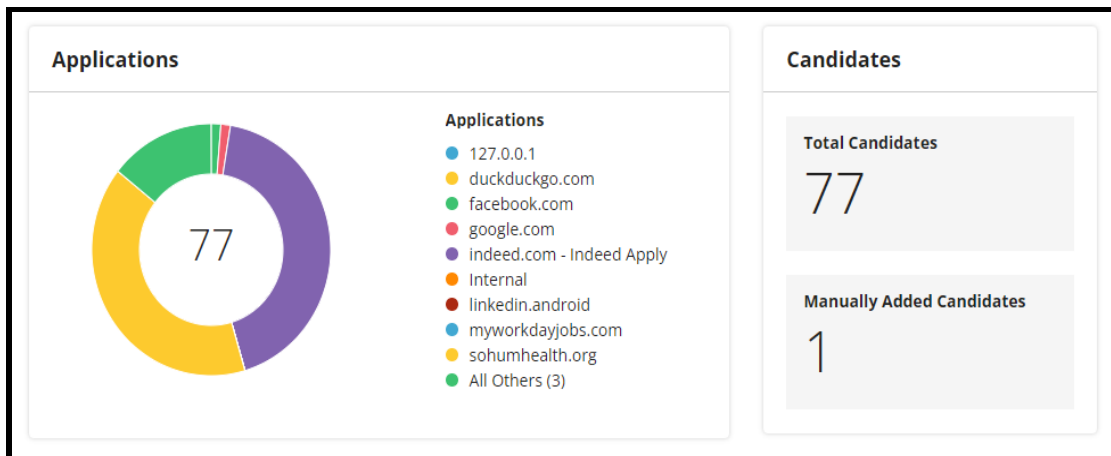 Applications
77
Applications
127.0.0.1
duckduckgo.com
facebook.com
google.com
indeed.com - Indeed Apply
Internal
linkedin.android
myworkdayjobs.com
sohumhealth.org
All Others (3)
Candidates
Total Candidates
77
Manually Added Candidates
1